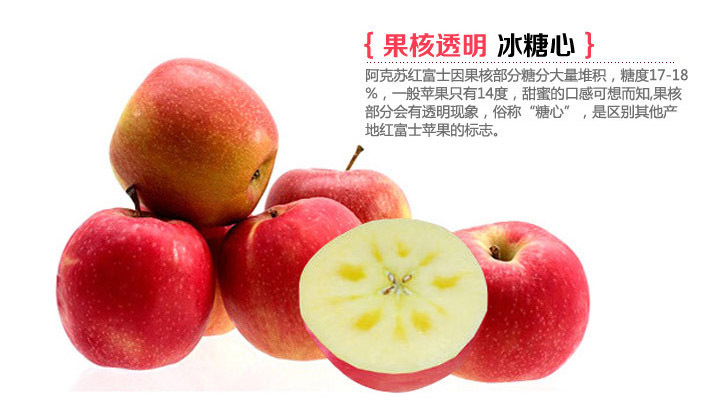 { 果核透明 冰糖心 }
阿克苏红富士因果核部分糖分大量堆积，糖度17-18
%，一般苹果只有14度，甜蜜的口感可想而知,果核
部分会有透明现象，俗称“糖心”，是区别其他产
地红富士苹果的标志。